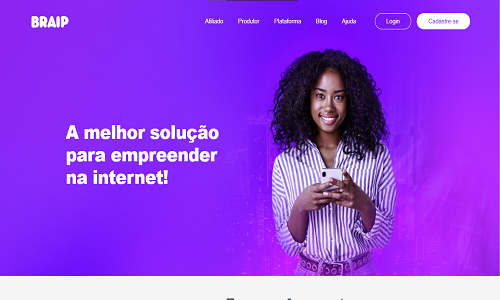 BRAIP
Afiliado Produtor Plataforma Blog Ajuda Login Cadastre-se
A melhor solução
para empreender
na internet!